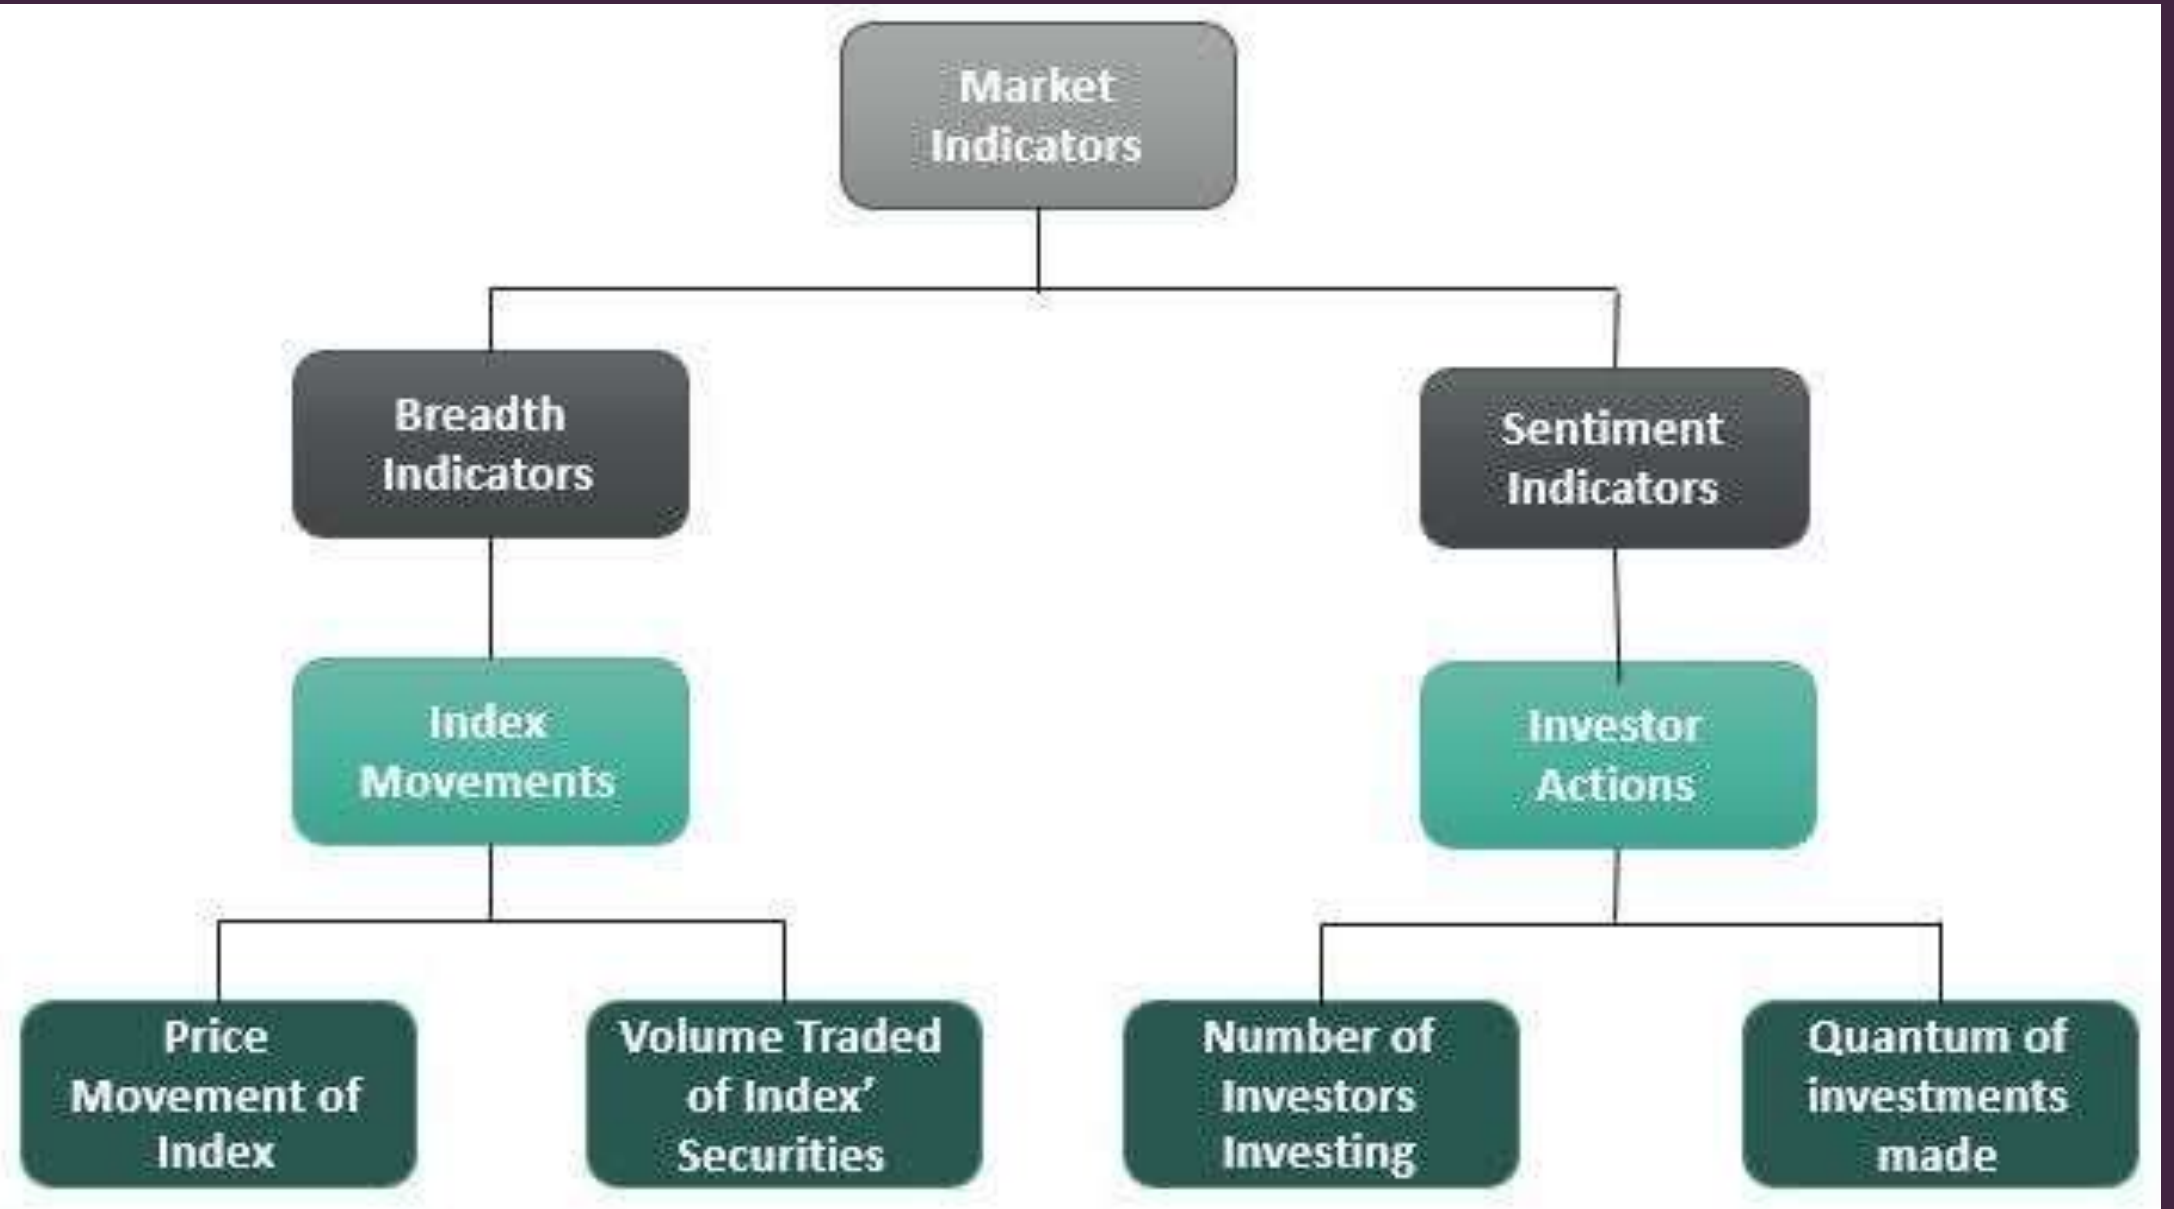 Market
Indicators
Breadth
Indicators
Sentiment
Indicators
Index
Movements
Investor
Actions
Price
Movement of
Index
Volume Traded
of Index’
Securities
Number of
Investors
Investing
Quantum of
investments
made